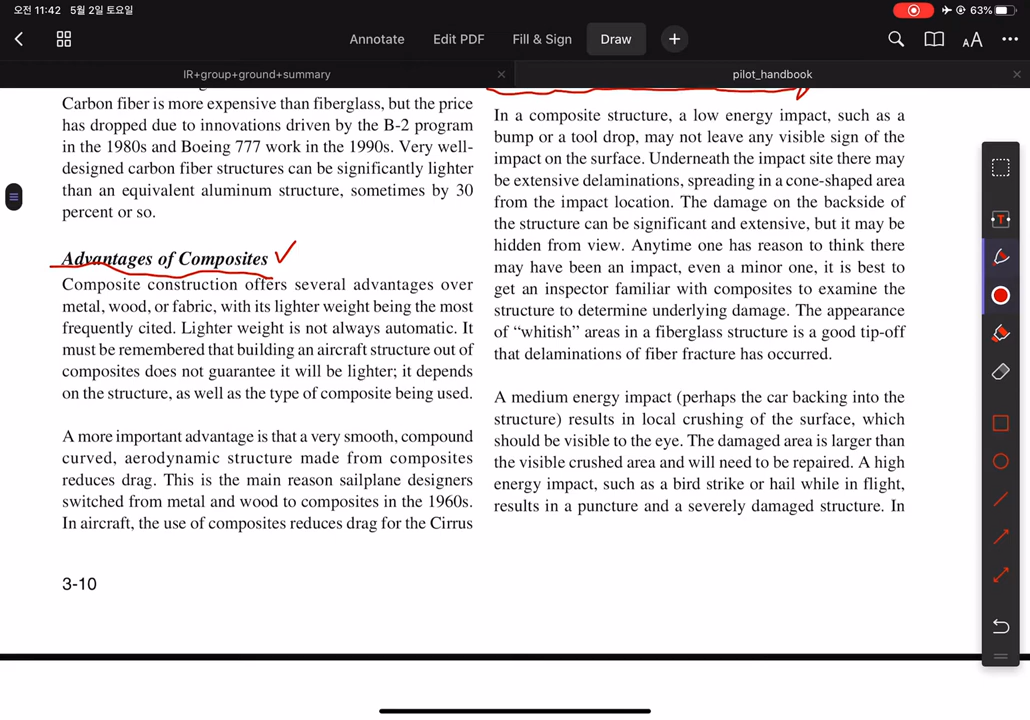 오전 11:42 5월 2일 토요일
63%
Annotate Edit PDF Fill & Sign Draw
AA
IR+group+ground+summary
pilot_handbook
Carbon fiber is more expensive than fiberglass, but the price
has dropped due to innovations driven by the B-2 program
in the 1980s and Boeing 777 work in the 1990s. Very well-
designed carbon fiber structures can be significantly lighter
than an equivalent aluminum structure, sometimes by 30
percent or so.
Advantages of Composites
Composite construction offers several advantages over
metal, wood, or fabric, with its lighter weight being the most
frequently cited. Lighter weight is not always automatic. It
must be remembered that building an aircraft structure out of
composites does not guarantee it will be lighter; it depends
on the structure, as well as the type of composite being used.
A more important advantage is that a very smooth, compound
curved, aerodynamic structure made from composites
reduces drag. This is the main reason sailplane designers
switched from metal and wood to composites in the 1960s.
In aircraft, the use of composites reduces drag for the Cirrus
3-10
In a composite structure, a low energy impact, such as a
bump or a tool drop, may not leave any visible sign of the
impact on the surface. Underneath the impact site there may
be extensive delaminations, spreading in a cone-shaped area
from the impact location. The damage on the backside of
the structure can be significant and extensive, but it may be
hidden from view. Anytime one has reason to think there
may have been an impact, even a minor one, it is best to
get an inspector familiar with composites to examine the
structure to determine underlying damage. The appearance
of “whitish” areas in a fiberglass structure is a good tip-off
that delaminations of fiber fracture has occurred.
A medium energy impact (perhaps the car backing into the
structure) results in local crushing of the surface, which
should be visible to the eye. The damaged area is larger than
the visible crushed area and will need to be repaired. A high
energy impact, such as a bird strike or hail while in flight,
results in a puncture and a severely damaged structure. In
T